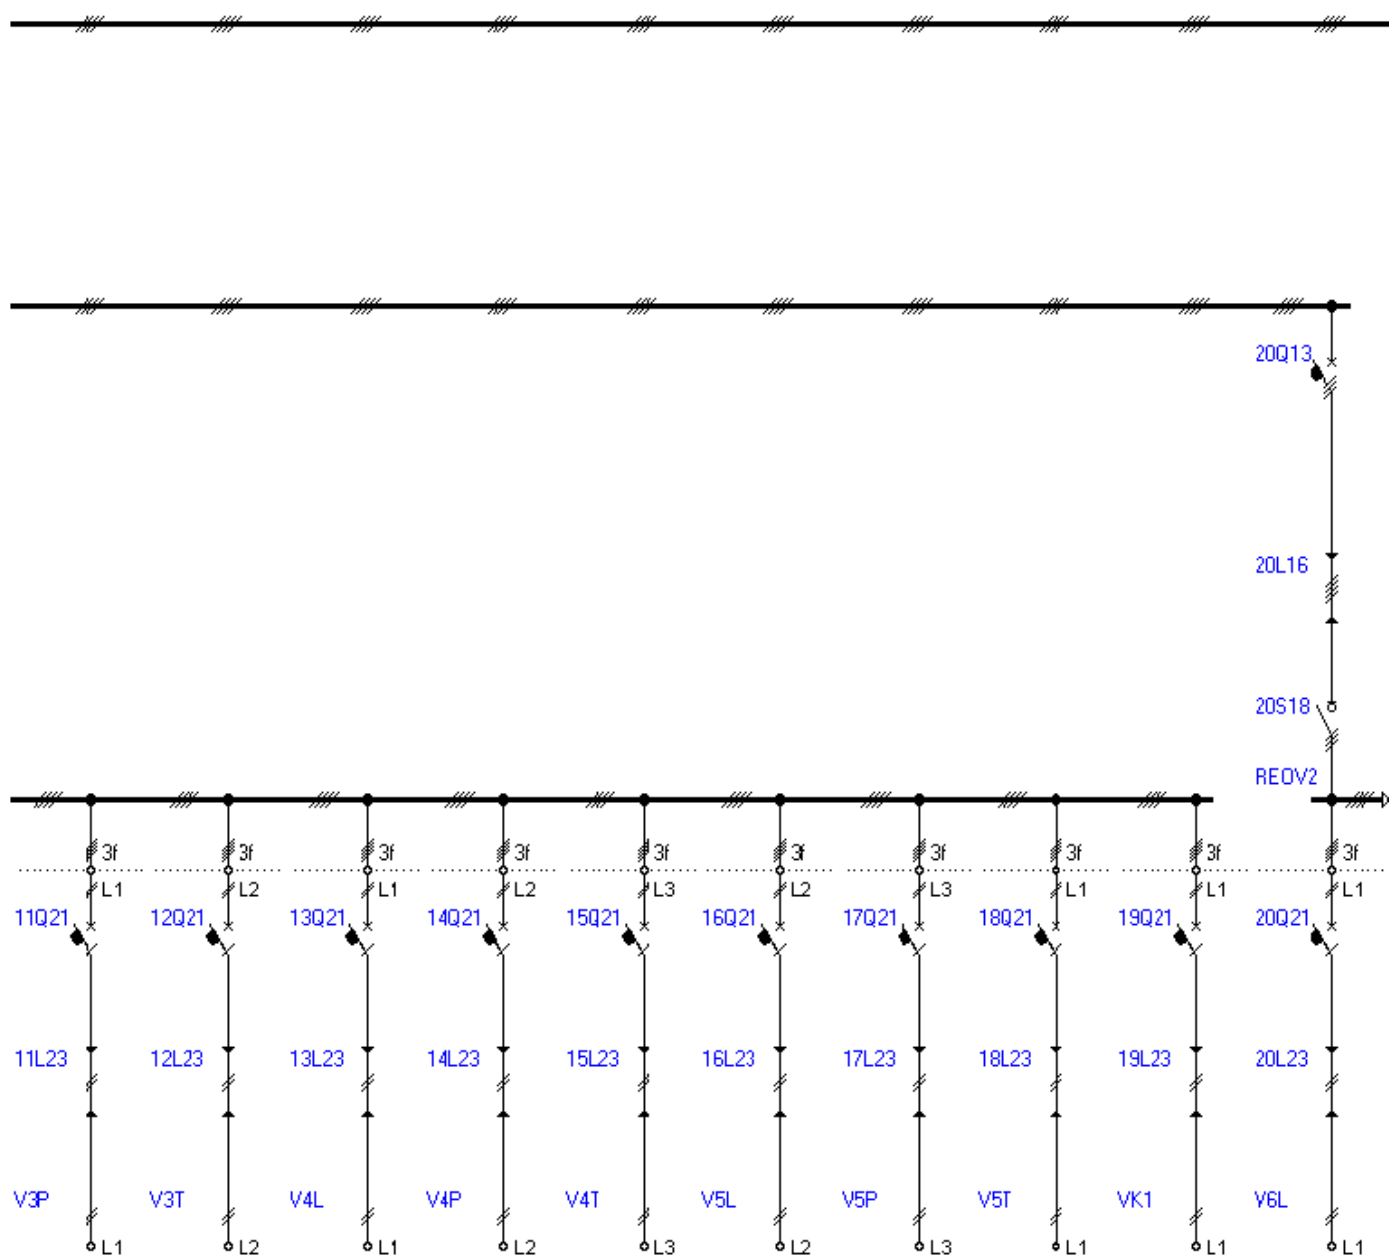 20Q13
20L16
20S18
REOV2
3f 3f 3f 3f 3f 3f 3f 3f 3f 3f
L1 L2 L1 L2 L3 L2 L3 L1 L1 L1
11Q21 12Q21 13Q21 14Q21 15Q21 16Q21 17Q21 18Q21 19Q21 20Q21
11L23 12L23 13L23 14L23 15L23 16L23 17L23 18L23 19L23 20L23
V3P V3T V4L V4P V4T V5L V5P V5T VK1 V6L
L1 L2 L1 L2 L3 L2 L3 L1 L1 L1